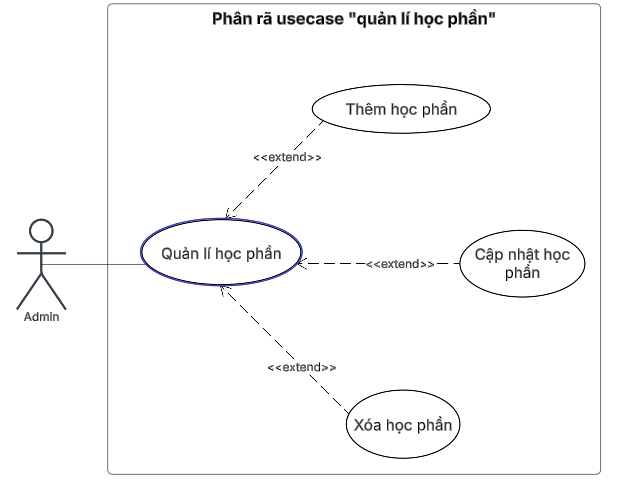 Phân rã usecase "quản lí học phần"
Thêm học phần
<<extend>>
Quản lí học phần
<<extend>>
Cập nhật học
phần
Admin
<<extend>>
Xóa học phần